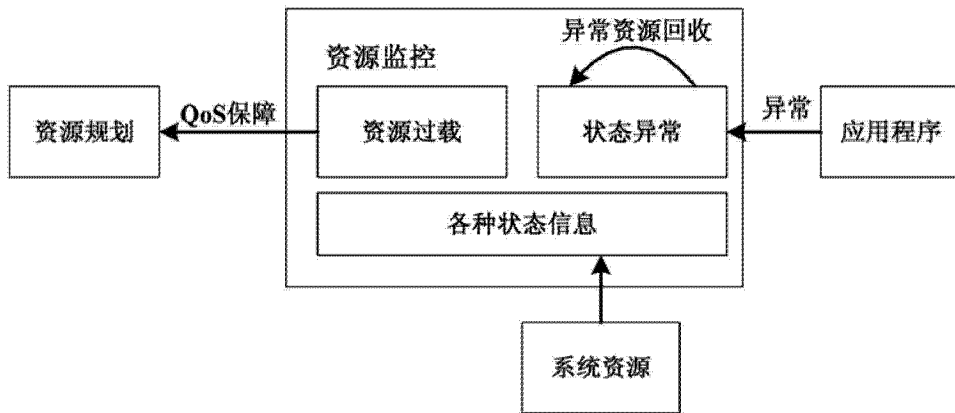 异常资源回收
资源监控
资源规划
QoS保障
资源过载
状态异常
异常
应用程序
各种状态信息
系统资源